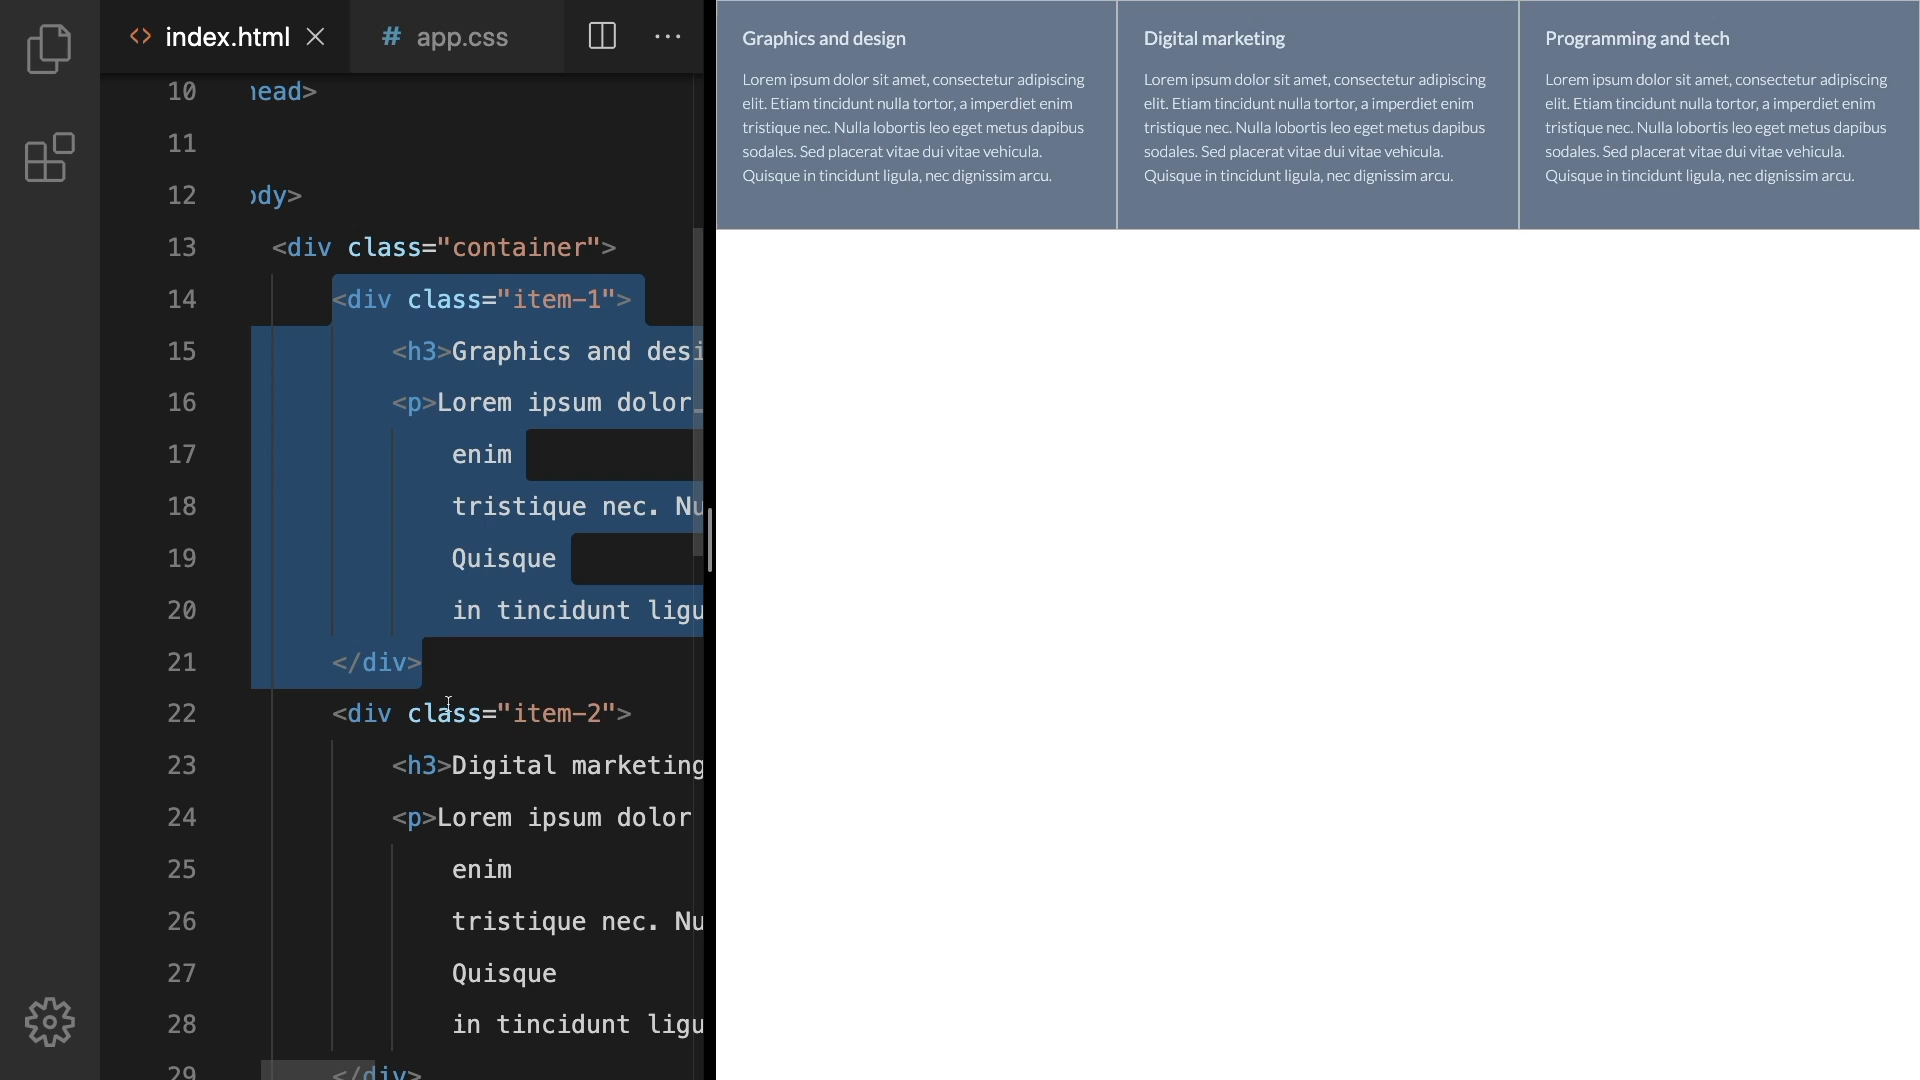 index.html
# app.css
10 head>
11
12 ody>
13 <div class="container">
14 <div class="item-1">
15 <h3>Graphics and desi
16 <p>Lorem ipsum dolor
17 enim
18 tristique nec. Nu
19 Quisque
20 in tincidunt ligu
21 </div>
22 <div class="item-2">
23 <h3>Digital marketing
24 <p>Lorem ipsum dolor
25 enim
26 tristique nec. Nu
27 Quisque
28 in tincidunt ligu
29 </div>
Graphics and design
Lorem ipsum dolor sit amet, consectetur adipiscing
elit. Etiam tincidunt nulla tortor, a imperdiet enim
tristique nec. Nulla lobortis leo eget metus dapibus
sodales. Sed placerat vitae dui vitae vehicula.
Quisque in tincidunt ligula, nec dignissim arcu.
Digital marketing
Lorem ipsum dolor sit amet, consectetur adipiscing
elit. Etiam tincidunt nulla tortor, a imperdiet enim
tristique nec. Nulla lobortis leo eget metus dapibus
sodales. Sed placerat vitae dui vitae vehicula.
Quisque in tincidunt ligula, nec dignissim arcu.
Programming and tech
Lorem ipsum dolor sit amet, consectetur adipiscing
elit. Etiam tincidunt nulla tortor, a imperdiet enim
tristique nec. Nulla lobortis leo eget metus dapibus
sodales. Sed placerat vitae dui vitae vehicula.
Quisque in tincidunt ligula, nec dignissim arcu.